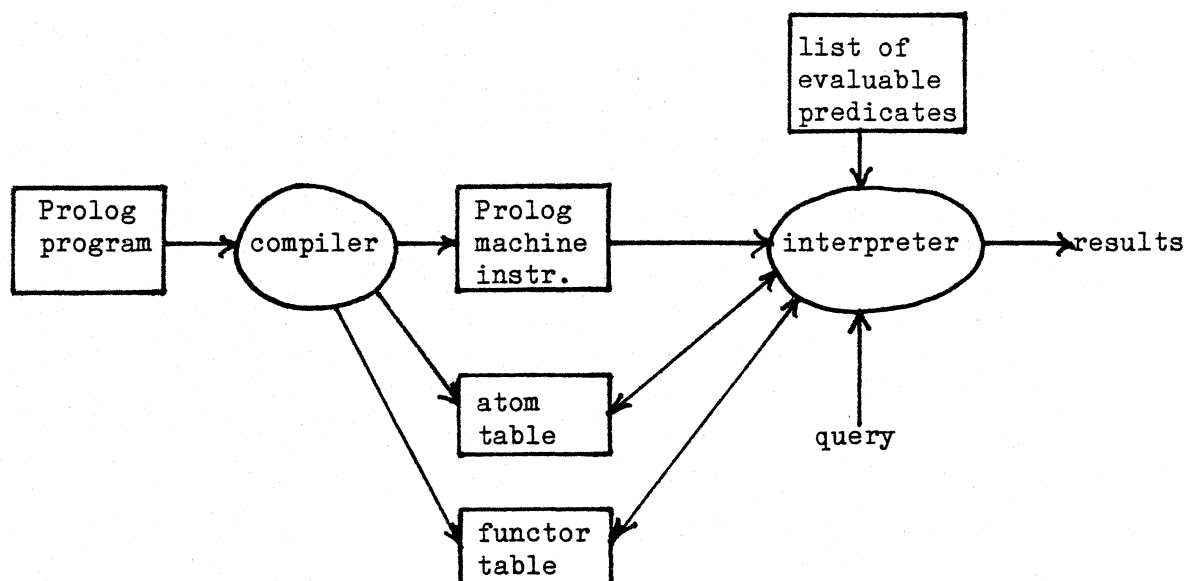 list of
evaluable
predicates
Prolog
program
compiler
Prolog
machine
instr.
interpreter
results
atom
table
query
functor
table